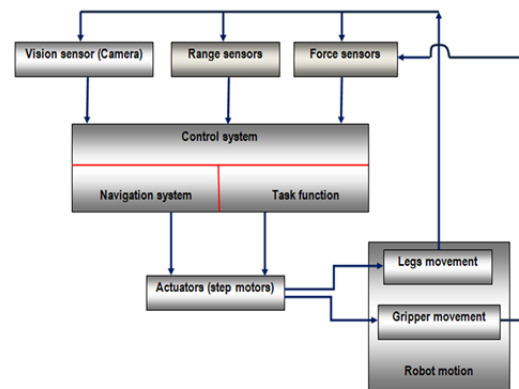 Vision sensor (Camera)
Range sensors
Force sensors
Control system
Navigation system
Task function
Actuators (step motors)
Legs movement
Gripper movement
Robot motion